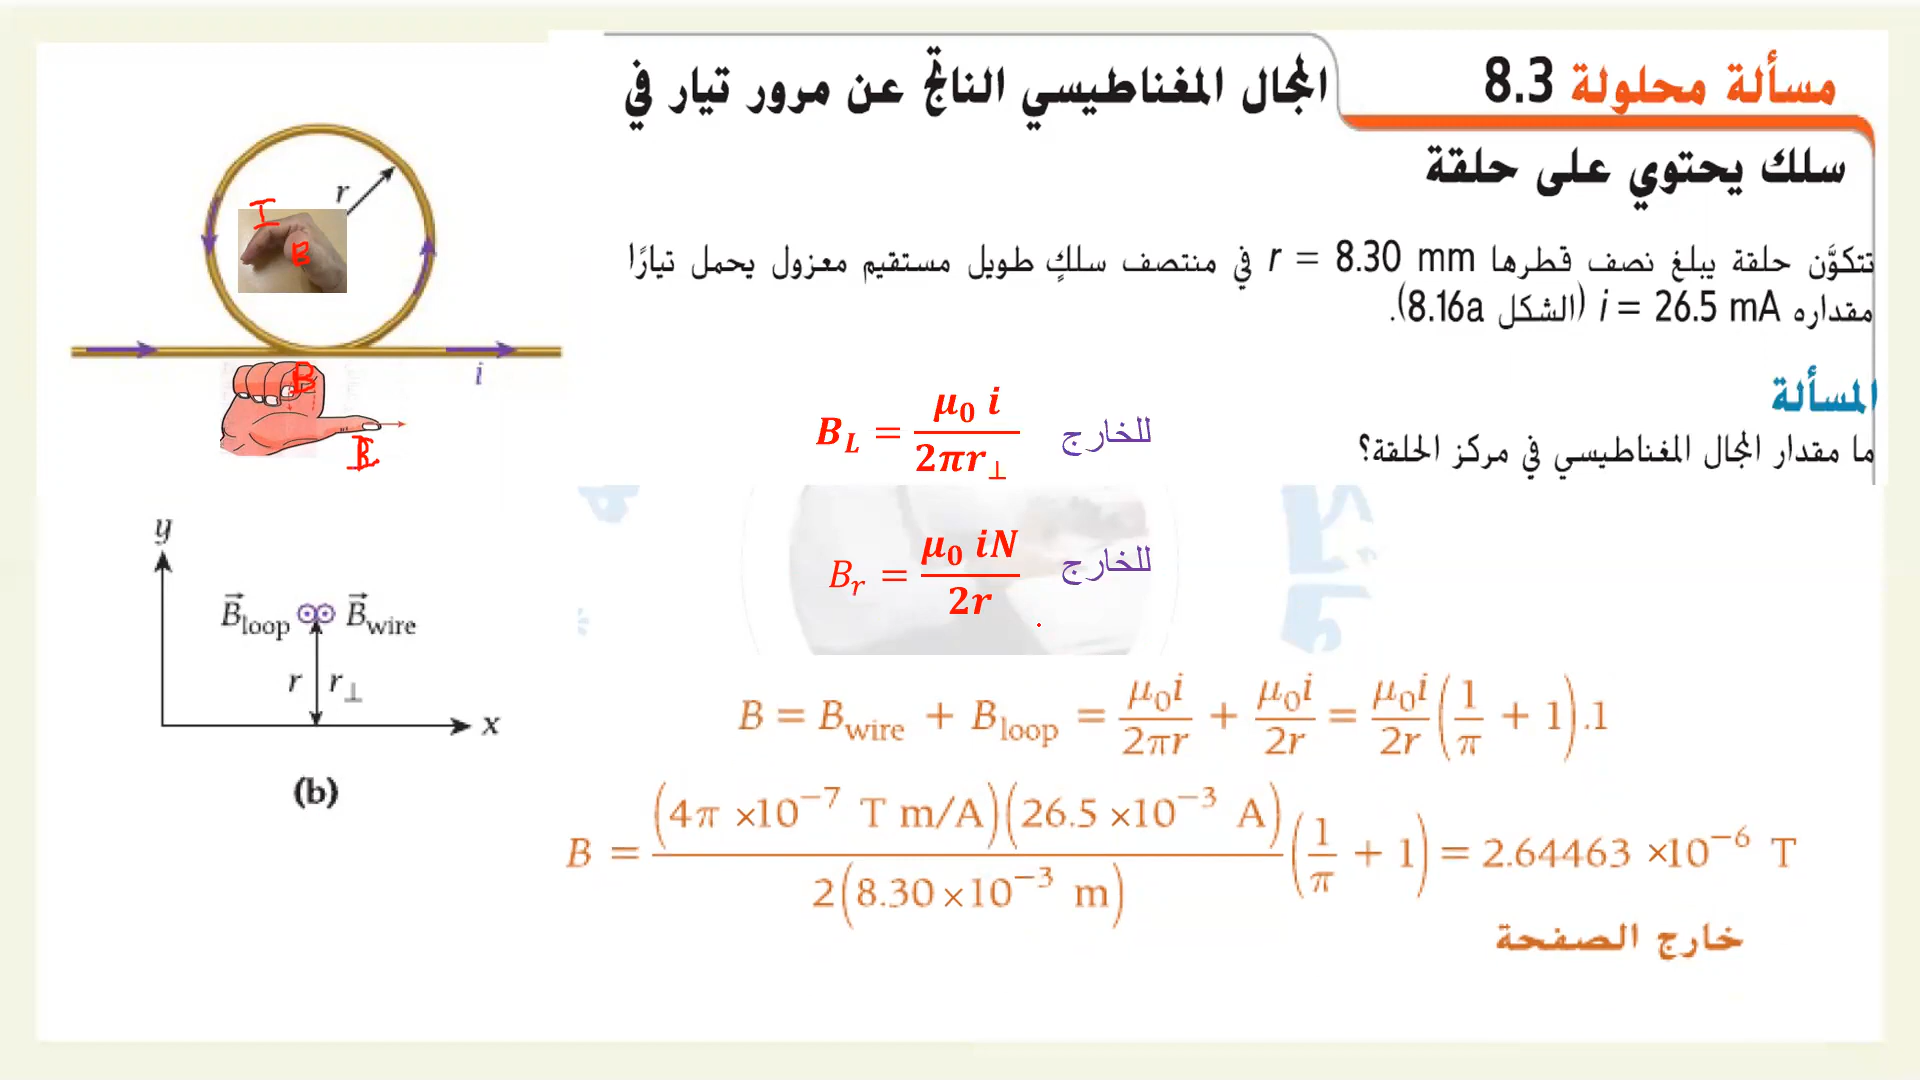 مسألة محلولة 8.3
المجال المغناطيسي الناتج عن مرور تيار في
سلك يحتوي على حلقة
تتكوَّن حلقة يبلغ نصف قطرها r = 8.30 mm في منتصف سلكٍ طويل مستقيم معزول يحمل تيارًا
مقداره i = 26.5 mA (الشكل 8.16a).
المسألة
ما مقدار المجال المغناطيسي في مركز الحلقة؟
r
I
B
i
B
B_L = μ₀ i / 2πr⊥ للخارج
B_r = μ₀ iN / 2r للخارج
y
B⃗loop B⃗wire
r r⊥
x
(b)
B = Bwire + Bloop = μ₀i / 2πr + μ₀i / 2r = μ₀i / 2r (1/π + 1).1
B = (4π ×10⁻⁷ T m/A)(26.5 ×10⁻³ A) / 2(8.30 ×10⁻³ m) (1/π + 1) = 2.64463 ×10⁻⁶ T
خارج الصفحة